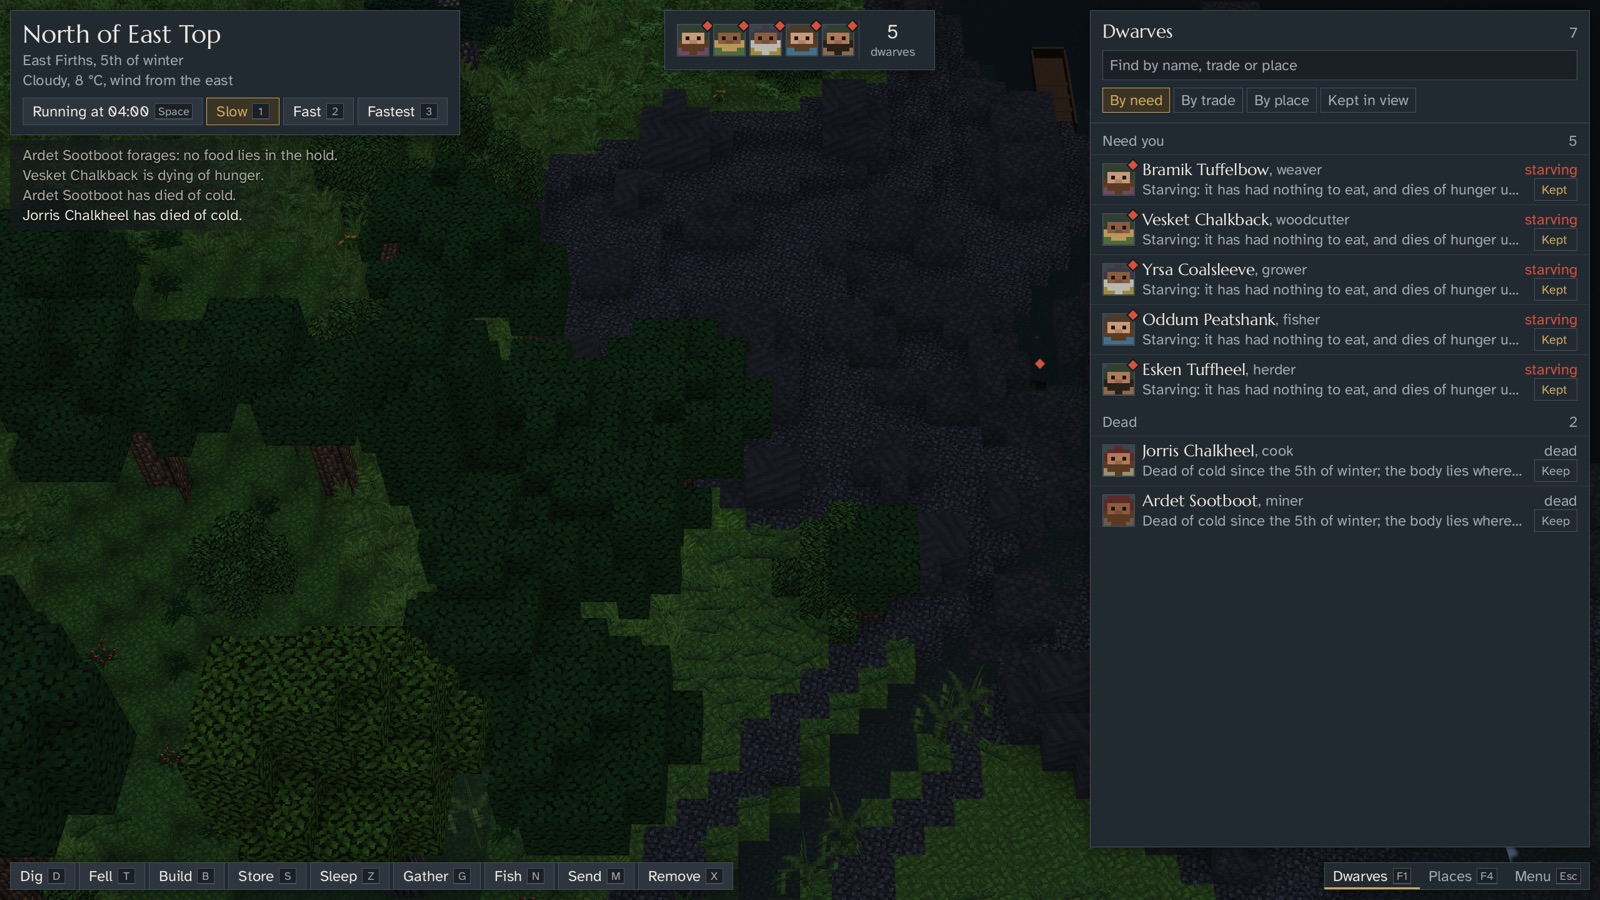 North of East Top
East Firths, 5th of winter
Cloudy, 8 °C, wind from the east
Running at 04:00 Space Slow 1 Fast 2 Fastest 3
Ardet Sootboot forages: no food lies in the hold.
Vesket Chalkback is dying of hunger.
Ardet Sootboot has died of cold.
Jorris Chalkheel has died of cold.
5
dwarves
Dwarves 7
Find by name, trade or place
By need By trade By place Kept in view
Need you 5
Bramik Tuffelbow, weaver starving
Starving: it has had nothing to eat, and dies of hunger u... Kept
Vesket Chalkback, woodcutter starving
Starving: it has had nothing to eat, and dies of hunger u... Kept
Yrsa Coalsleeve, grower starving
Starving: it has had nothing to eat, and dies of hunger u... Kept
Oddum Peatshank, fisher starving
Starving: it has had nothing to eat, and dies of hunger u... Kept
Esken Tuffheel, herder starving
Starving: it has had nothing to eat, and dies of hunger u... Kept
Dead 2
Jorris Chalkheel, cook dead
Dead of cold since the 5th of winter; the body lies where... Keep
Ardet Sootboot, miner dead
Dead of cold since the 5th of winter; the body lies where... Keep
Dig D Fell T Build B Store S Sleep Z Gather G Fish N Send M Remove X
Dwarves F1 Places F4 Menu Esc